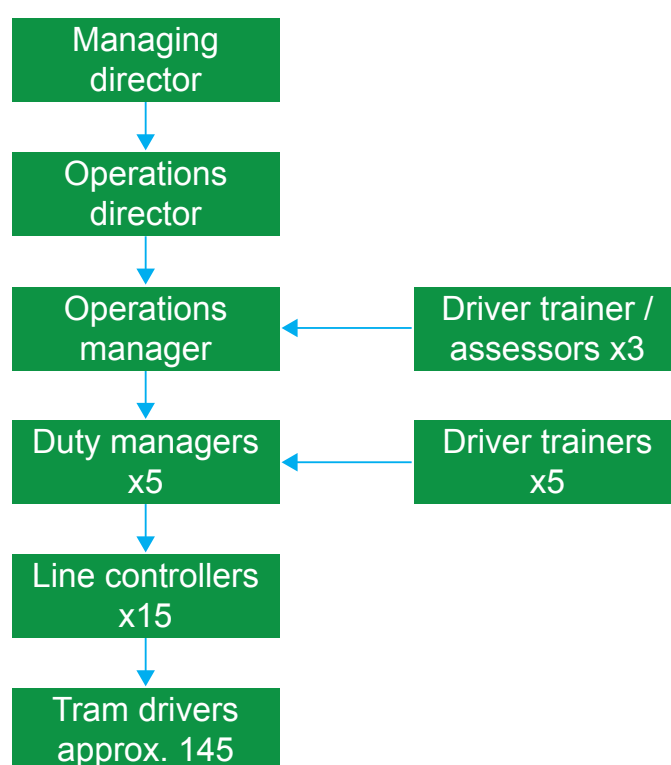 Managing
director
Operations
director
Operations
manager
Driver trainer /
assessors x3
Duty managers
x5
Driver trainers
x5
Line controllers
x15
Tram drivers
approx. 145